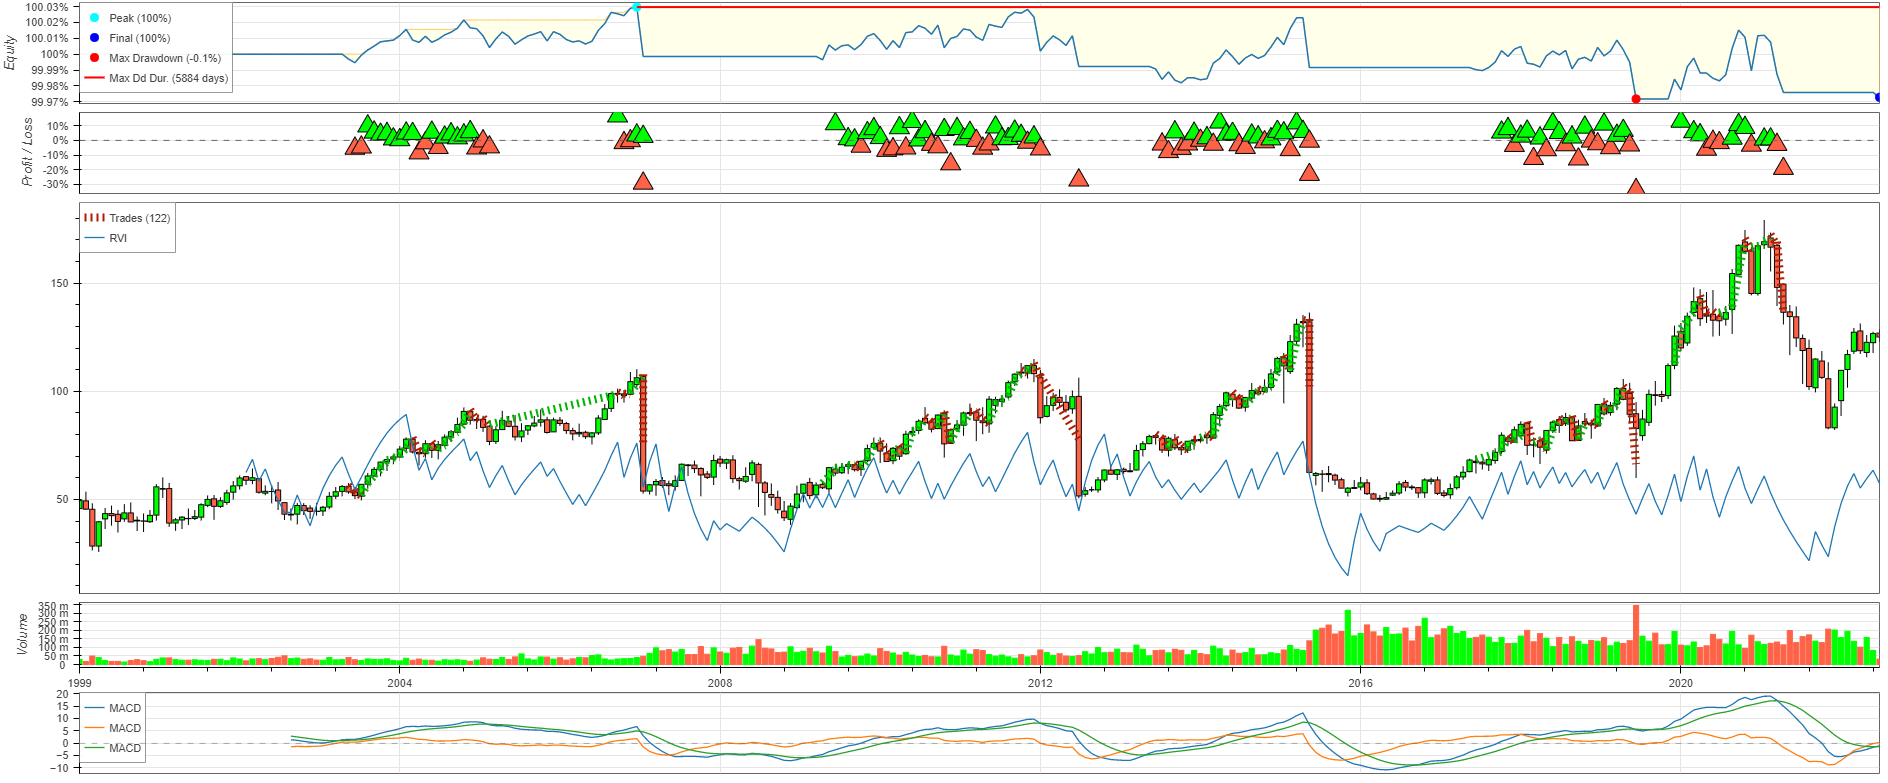 100.03%
100.02%
100.01%
100%
99.99%
99.98%
99.97%
Equity
Peak (100%)
Final (100%)
Max Drawdown (-0.1%)
Max Dd Dur. (5884 days)
10%
0%
-10%
-20%
-30%
Profit / Loss
Trades (122)
RVI
150
100
50
350 m
300 m
250 m
200 m
150 m
100 m
50 m
0
Volume
1999
2004
2008
2012
2016
2020
20
15
10
5
0
−5
−10
MACD
MACD
MACD